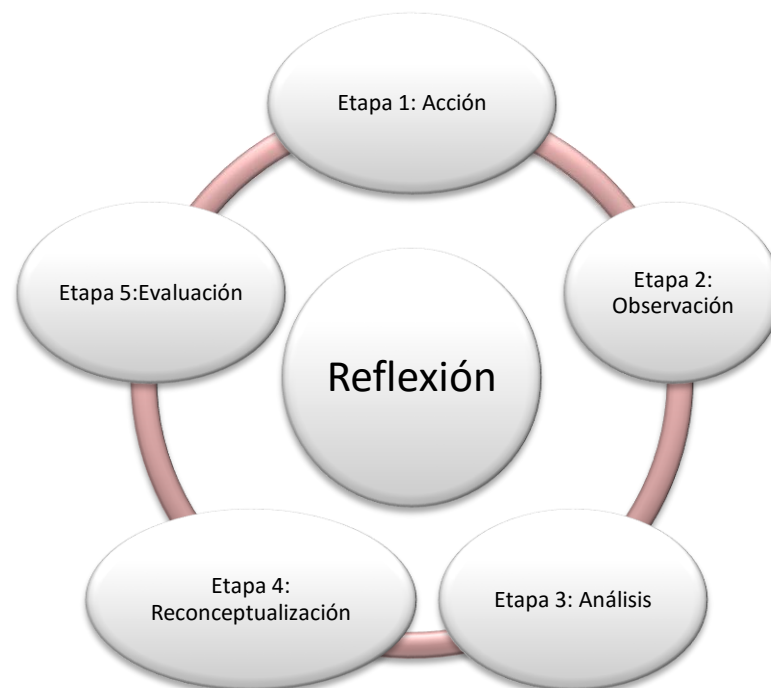 Etapa 1: Acción
Etapa 2:
Observación
Etapa 3: Análisis
Etapa 4:
Reconceptualización
Etapa 5:Evaluación
Reflexión